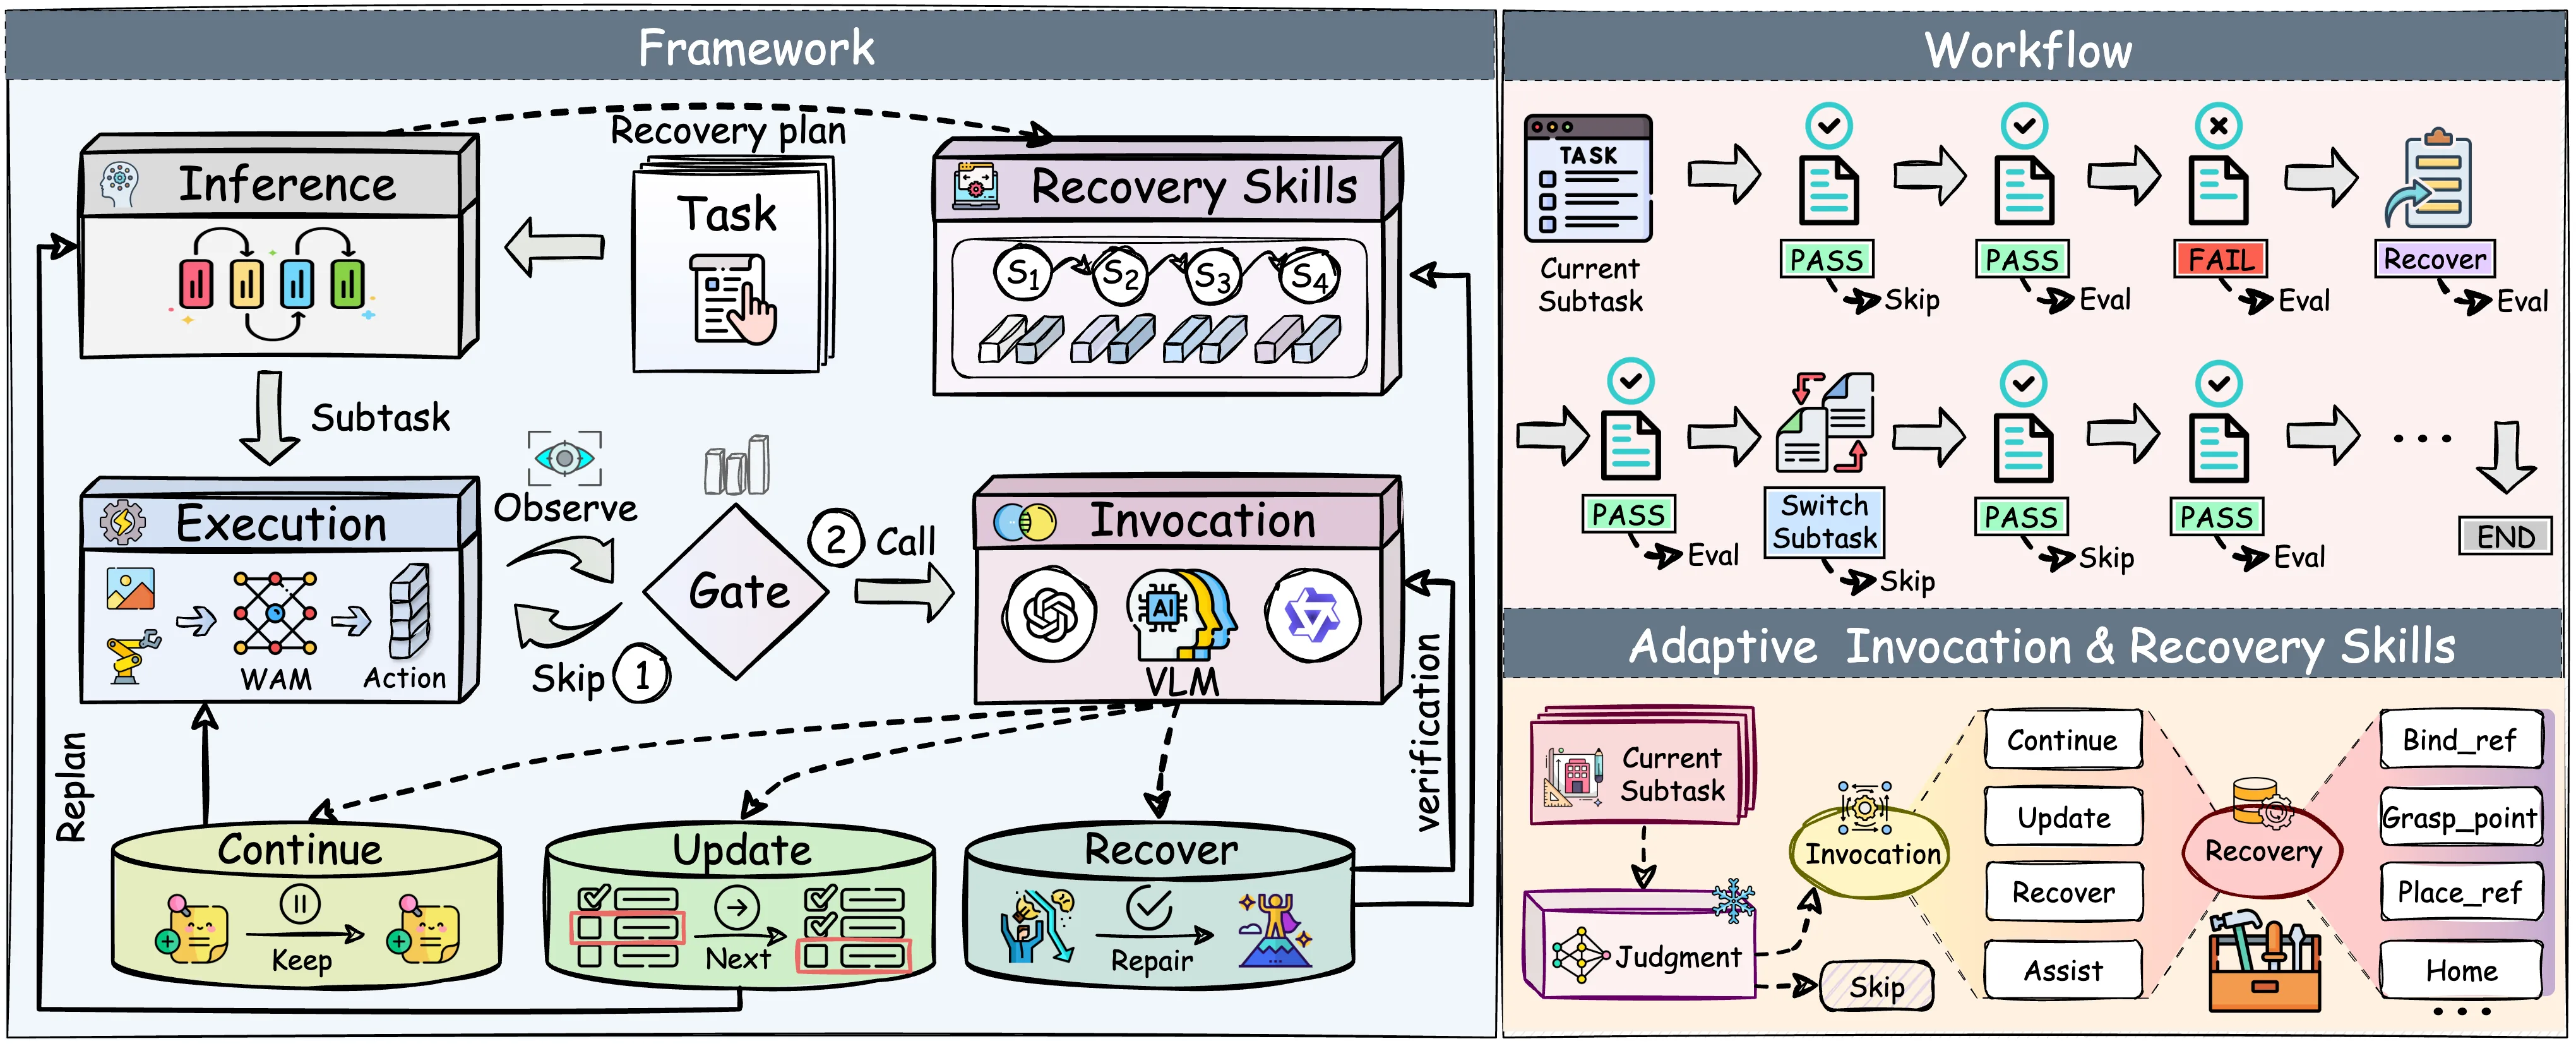 Framework
Recovery plan
Inference
Task
Recovery Skills
S1
S2
S3
S4
Subtask
Observe
Execution
WAM
Action
Gate
Skip 1
2 Call
Invocation
AI
VLM
Replan
verification
Continue
Keep
Update
Next
Recover
Repair
Workflow
TASK
Current
Subtask
PASS
Skip
PASS
Eval
FAIL
Eval
Recover
Eval
PASS
Eval
Switch
Subtask
Skip
PASS
Skip
PASS
Eval
...
END
Adaptive Invocation & Recovery Skills
Current
Subtask
Judgment
Skip
Invocation
Continue
Update
Recover
Assist
Recovery
Bind_ref
Grasp_point
Place_ref
Home
...